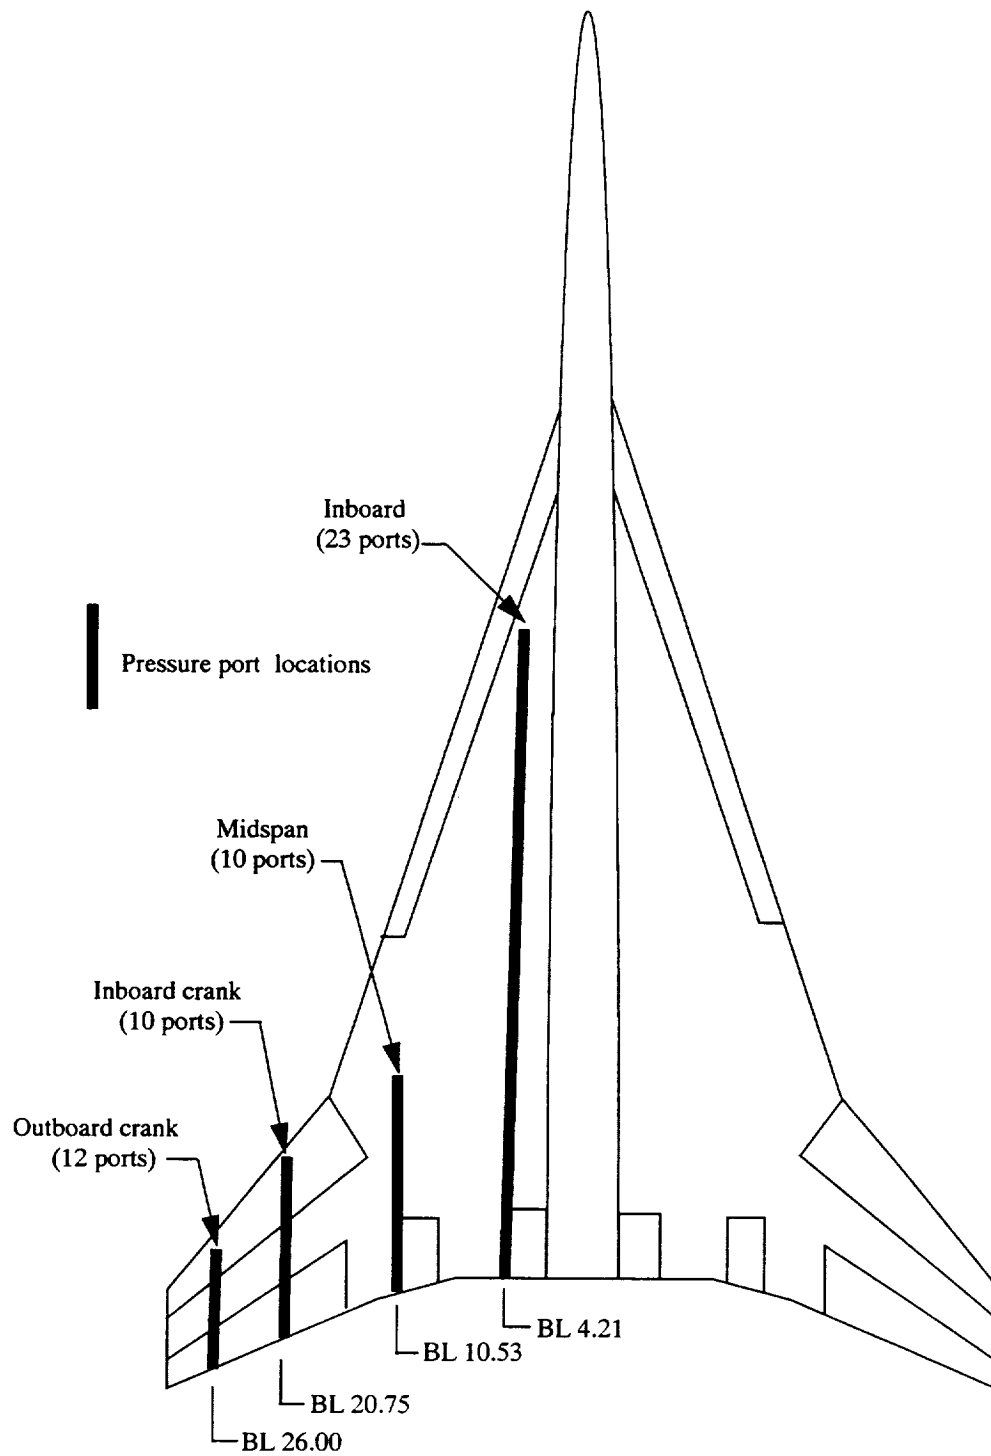 Inboard
(23 ports)
Pressure port locations
Midspan
(10 ports)
Inboard crank
(10 ports)
Outboard crank
(12 ports)
BL 4.21
BL 10.53
BL 20.75
BL 26.00